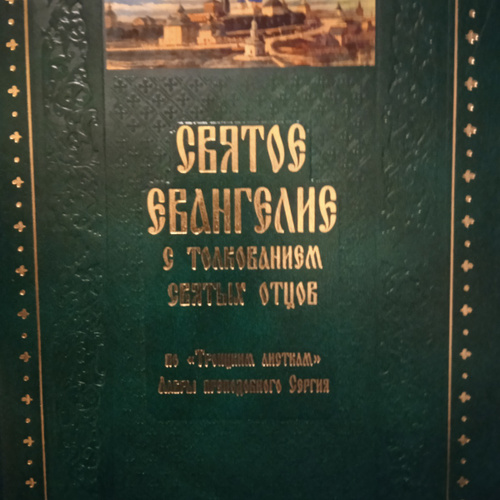 СВЯТОЕ
ЕВАНГЕЛИЕ
С ТОЛКОВАНИЕМ
СВЯТЫХ ОТЦОВ
ПО «ТРОИЦКИМ ЛИСТКАМ»
ЛАВРЫ ПРЕПОДОБНОГО СЕРГИЯ